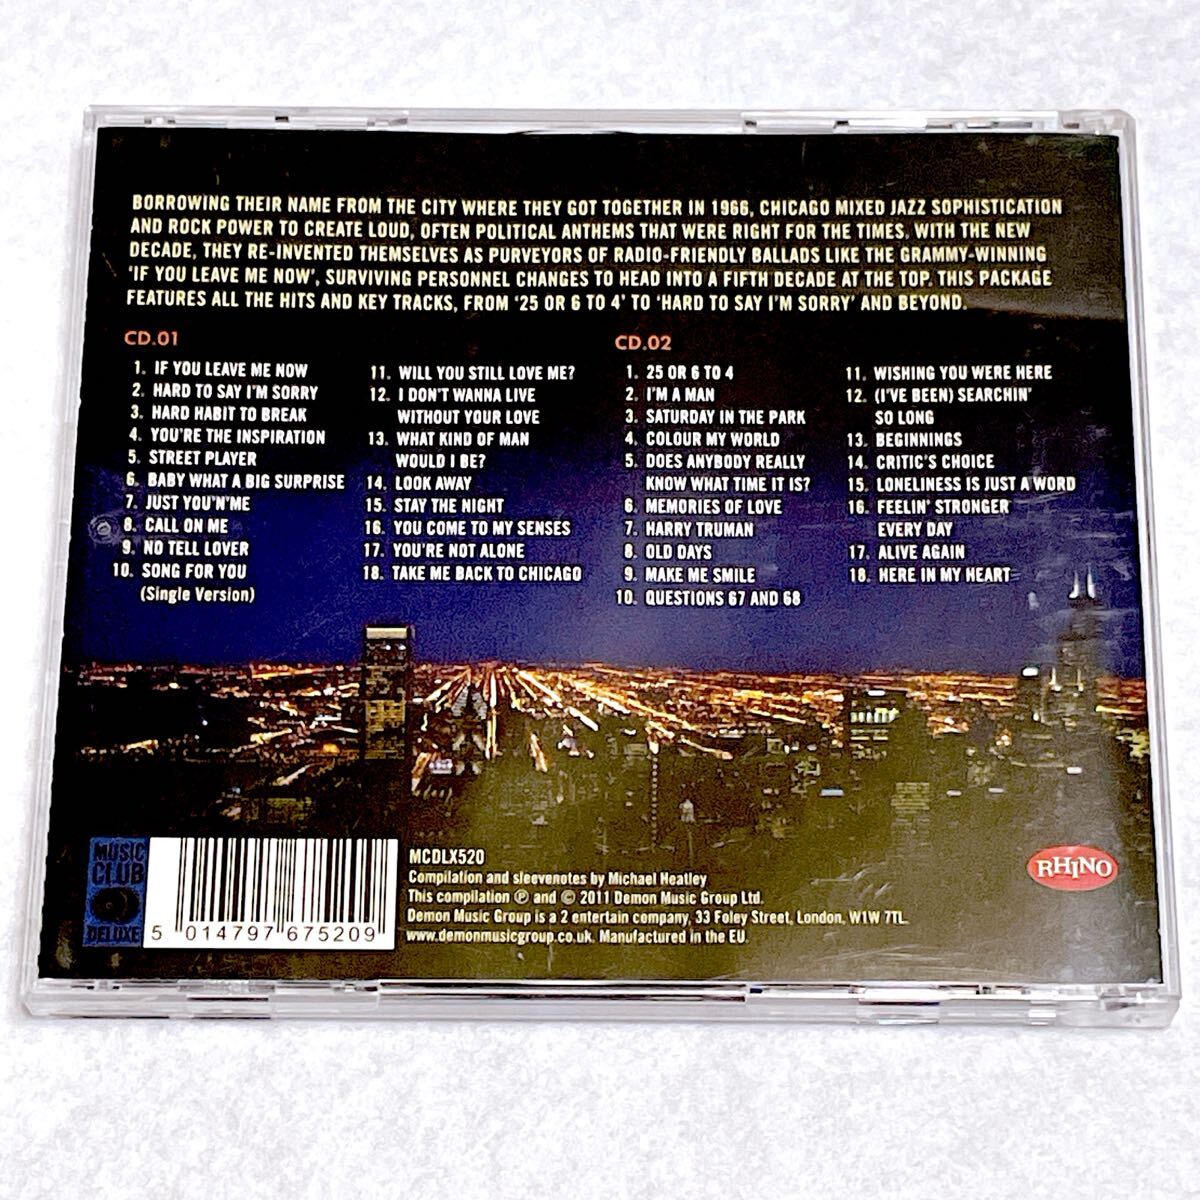 BORROWING THEIR NAME FROM THE CITY WHERE THEY GOT TOGETHER IN 1966, CHICAGO MIXED JAZZ SOPHISTICATION
AND ROCK POWER TO CREATE LOUD, OFTEN POLITICAL ANTHEMS THAT WERE RIGHT FOR THE TIMES. WITH THE NEW
DECADE, THEY RE-INVENTED THEMSELVES AS PURVEYORS OF RADIO-FRIENDLY BALLADS LIKE THE GRAMMY-WINNING
'IF YOU LEAVE ME NOW', SURVIVING PERSONNEL CHANGES TO HEAD INTO A FIFTH DECADE AT THE TOP. THIS PACKAGE
FEATURES ALL THE HITS AND KEY TRACKS, FROM '25 OR 6 TO 4' TO 'HARD TO SAY I'M SORRY' AND BEYOND.
CD.01
1. IF YOU LEAVE ME NOW
2. HARD TO SAY I'M SORRY
3. HARD HABIT TO BREAK
4. YOU'RE THE INSPIRATION
5. STREET PLAYER
6. BABY WHAT A BIG SURPRISE
7. JUST YOU'N'ME
8. CALL ON ME
9. NO TELL LOVER
10. SONG FOR YOU
(Single Version)
11. WILL YOU STILL LOVE ME?
12. I DON'T WANNA LIVE
WITHOUT YOUR LOVE
13. WHAT KIND OF MAN
WOULD I BE?
14. LOOK AWAY
15. STAY THE NIGHT
16. YOU COME TO MY SENSES
17. YOU'RE NOT ALONE
18. TAKE ME BACK TO CHICAGO
CD.02
1. 25 OR 6 TO 4
2. I'M A MAN
3. SATURDAY IN THE PARK
4. COLOUR MY WORLD
5. DOES ANYBODY REALLY
KNOW WHAT TIME IT IS?
6. MEMORIES OF LOVE
7. HARRY TRUMAN
8. OLD DAYS
9. MAKE ME SMILE
10. QUESTIONS 67 AND 68
11. WISHING YOU WERE HERE
12. (I'VE BEEN) SEARCHIN'
SO LONG
13. BEGINNINGS
14. CRITIC'S CHOICE
15. LONELINESS IS JUST A WORD
16. FEELIN' STRONGER
EVERY DAY
17. ALIVE AGAIN
18. HERE IN MY HEART
MUSIC
CLUB
DELUXE
5 014797 675209
MCDLX520
Compilation and sleevenotes by Michael Heatley
This compilation ℗ and © 2011 Demon Music Group Ltd.
Demon Music Group is a 2 entertain company, 33 Foley Street, London, W1W 7TL.
www.demonmusicgroup.co.uk. Manufactured in the EU.
RHINO